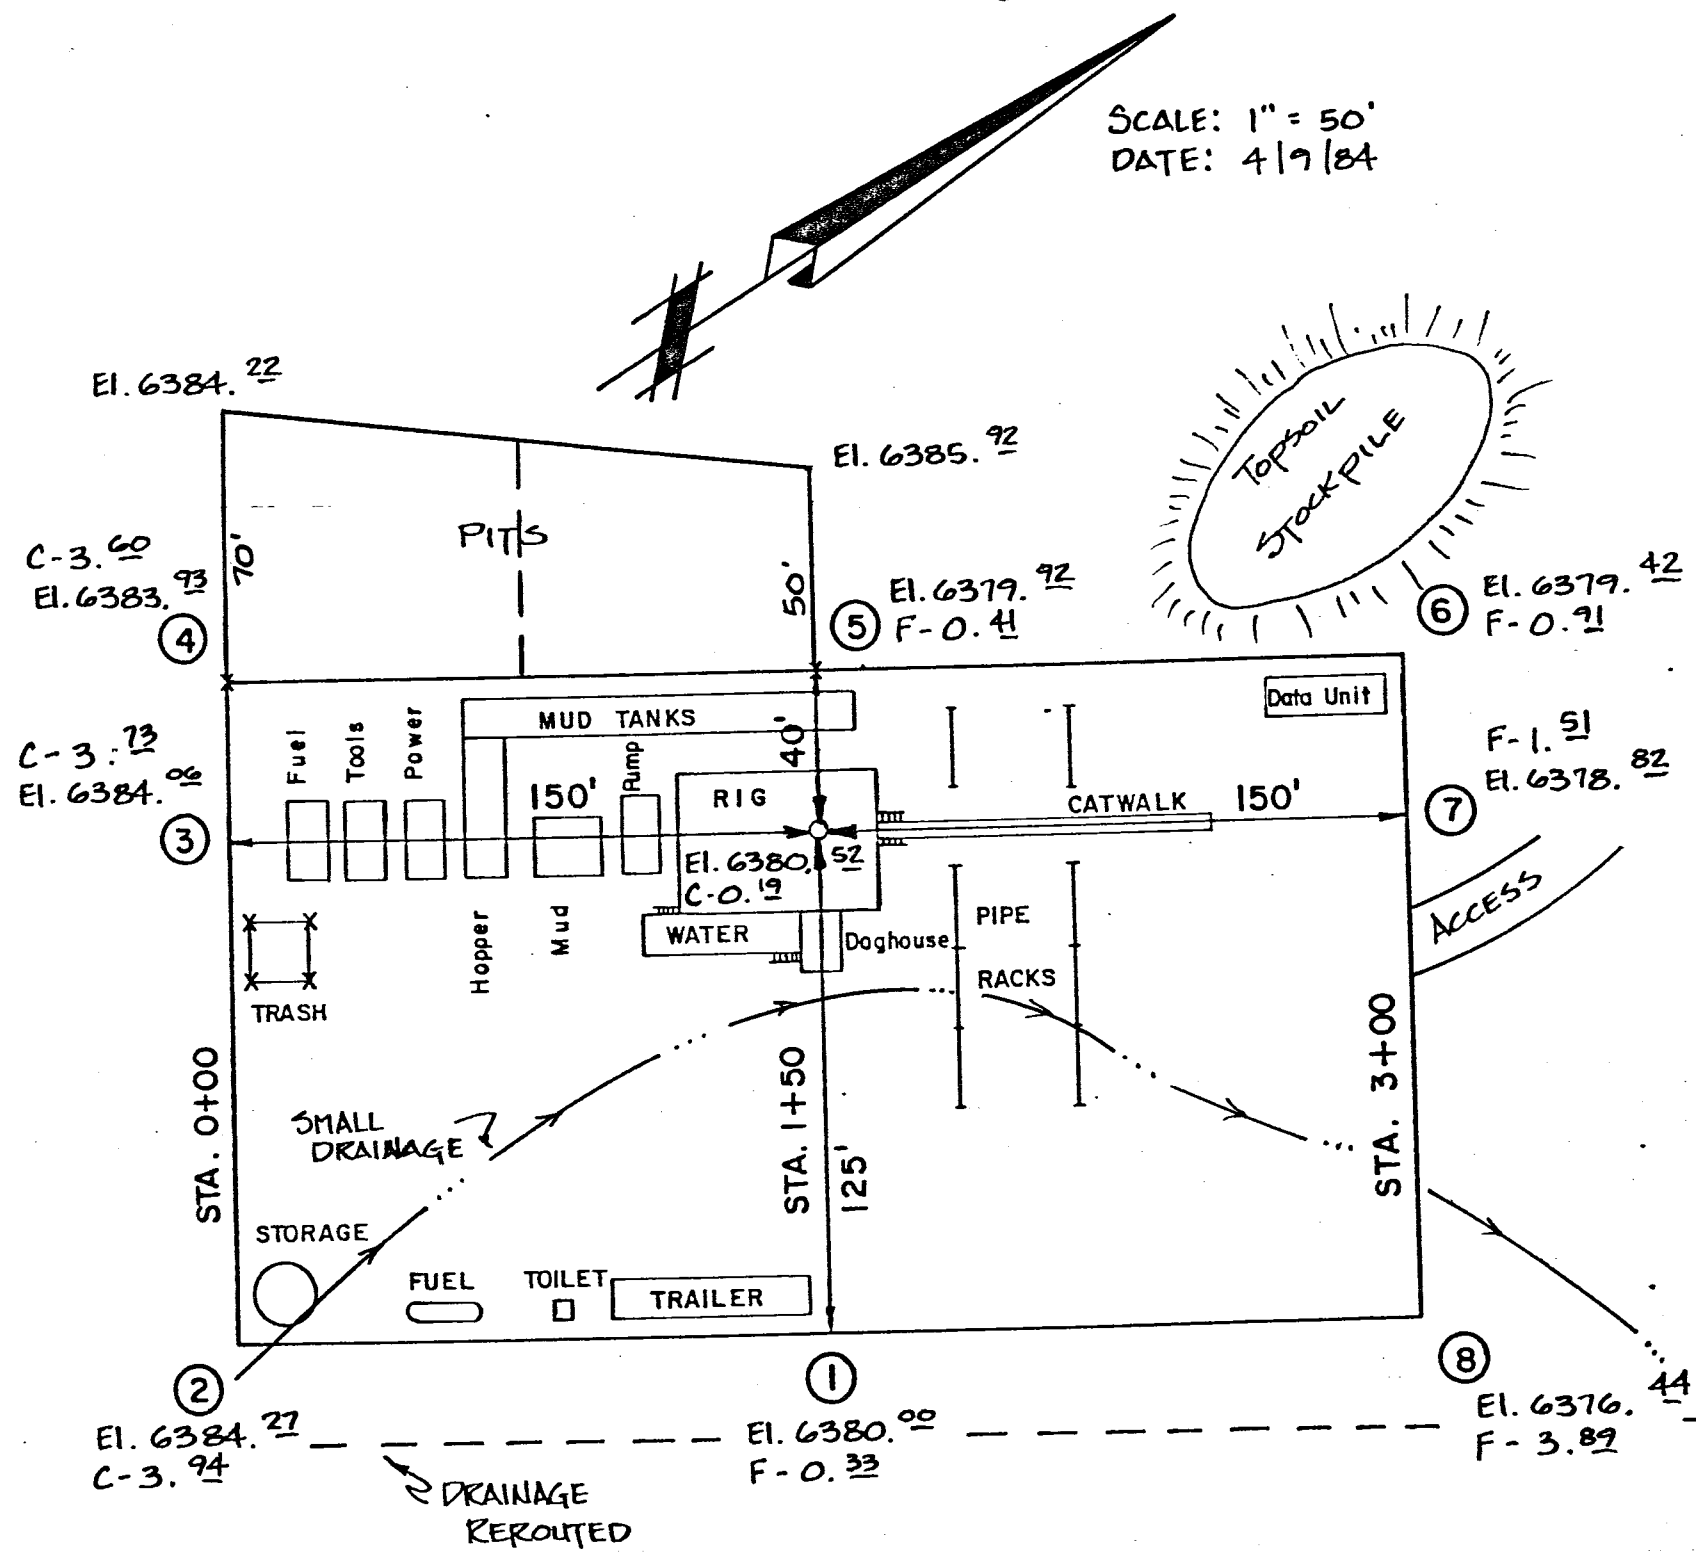 SCALE: 1" = 50'
DATE: 4/9/84
El. 6384.22
El. 6385.92
TOPSOIL
STOCKPILE
PITS
70'
50'
C-3.60
El. 6383.93
4
5
El. 6379.92
F-0.41
6
El. 6379.42
F-0.91
Data Unit
MUD TANKS
40'
Fuel
Tools
Power
Pump
C-3.73
El. 6384.06
3
150'
RIG
CATWALK
150'
F-1.51
El. 6378.82
7
El. 6380.52
C-0.19
ACCESS
Hopper
Mud
WATER
Doghouse
PIPE
RACKS
TRASH
STA. 0+00
STA. 1+50
125'
STA. 3+00
SMALL
DRAINAGE
STORAGE
FUEL
TOILET
TRAILER
2
El. 6384.27
C-3.94
1
El. 6380.00
F-0.33
8
El. 6376.44
F-3.89
DRAINAGE
REROUTED